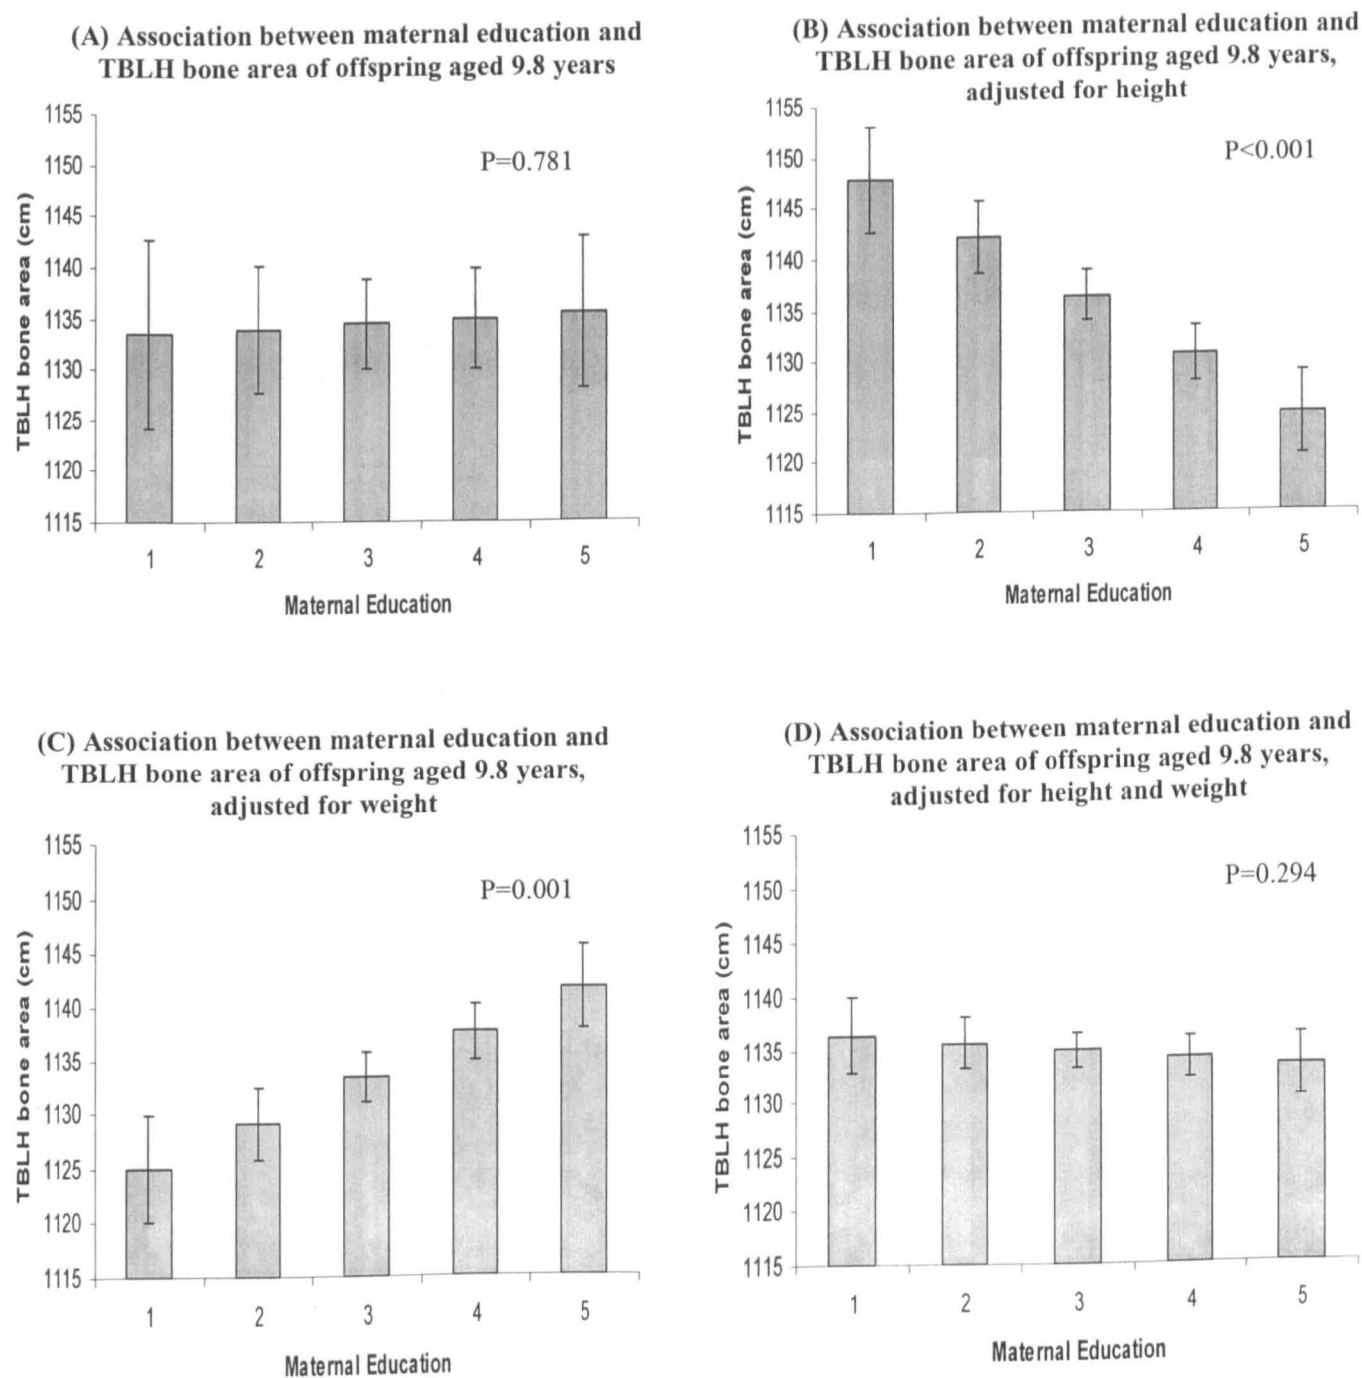 (A) Association between maternal education and
TBLH bone area of offspring aged 9.8 years
1155
1150
1145
1140
1135
1130
1125
1120
1115
TBLH bone area (cm)
P=0.781
1 2 3 4 5
Maternal Education
(B) Association between maternal education and
TBLH bone area of offspring aged 9.8 years,
adjusted for height
1155
1150
1145
1140
1135
1130
1125
1120
1115
TBLH bone area (cm)
P<0.001
1 2 3 4 5
Maternal Education
(C) Association between maternal education and
TBLH bone area of offspring aged 9.8 years,
adjusted for weight
1155
1150
1145
1140
1135
1130
1125
1120
1115
TBLH bone area (cm)
P=0.001
1 2 3 4 5
Maternal Education
(D) Association between maternal education and
TBLH bone area of offspring aged 9.8 years,
adjusted for height and weight
1155
1150
1145
1140
1135
1130
1125
1120
1115
TBLH bone area (cm)
P=0.294
1 2 3 4 5
Maternal Education